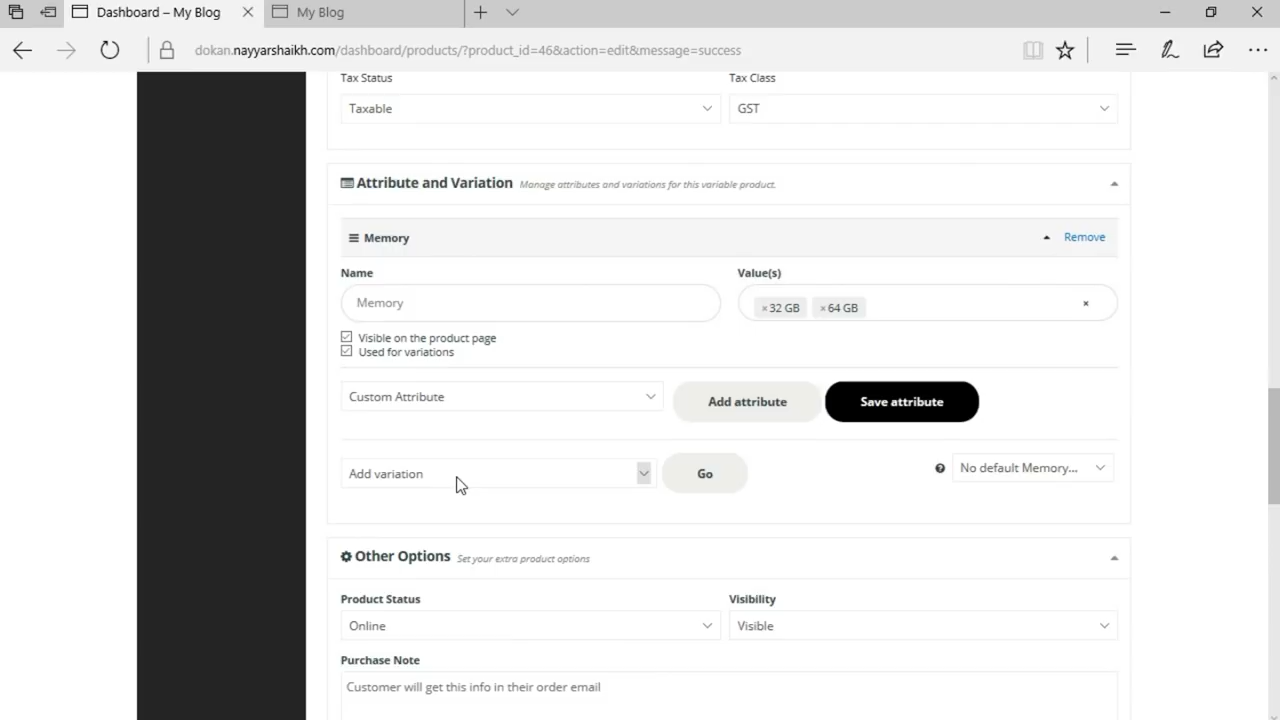 Dashboard – My Blog
My Blog
dokan.nayyarshaikh.com/dashboard/products/?product_id=46&action=edit&message=success
Tax Status
Tax Class
Taxable
GST
Attribute and Variation Manage attributes and variations for this variable product.
Memory
Remove
Name
Value(s)
Memory
×32 GB ×64 GB
×
Visible on the product page
Used for variations
Custom Attribute
Add attribute
Save attribute
Add variation
Go
No default Memory...
Other Options Set your extra product options
Product Status
Visibility
Online
Visible
Purchase Note
Customer will get this info in their order email